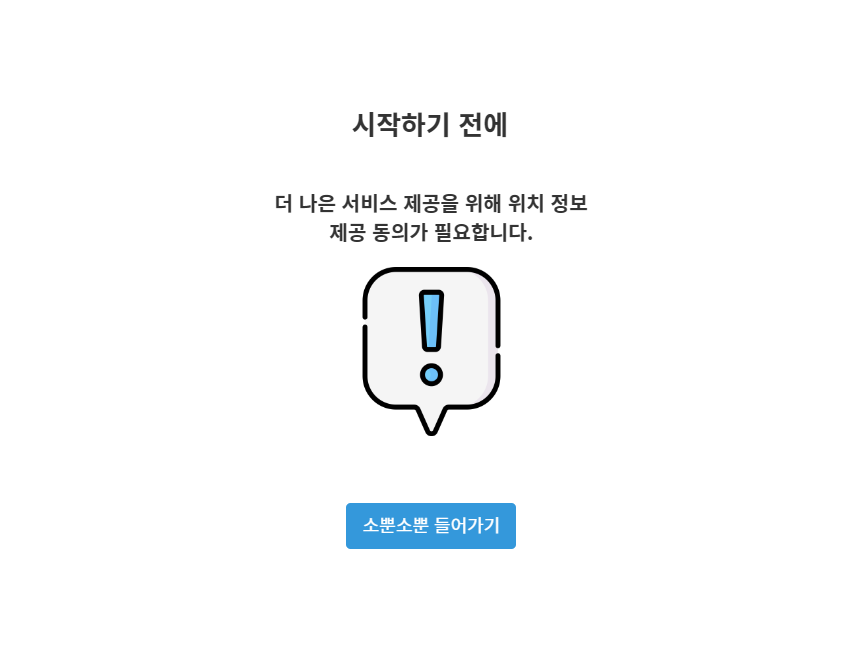 시작하기 전에
더 나은 서비스 제공을 위해 위치 정보
제공 동의가 필요합니다.
소뿐소뿐 들어가기